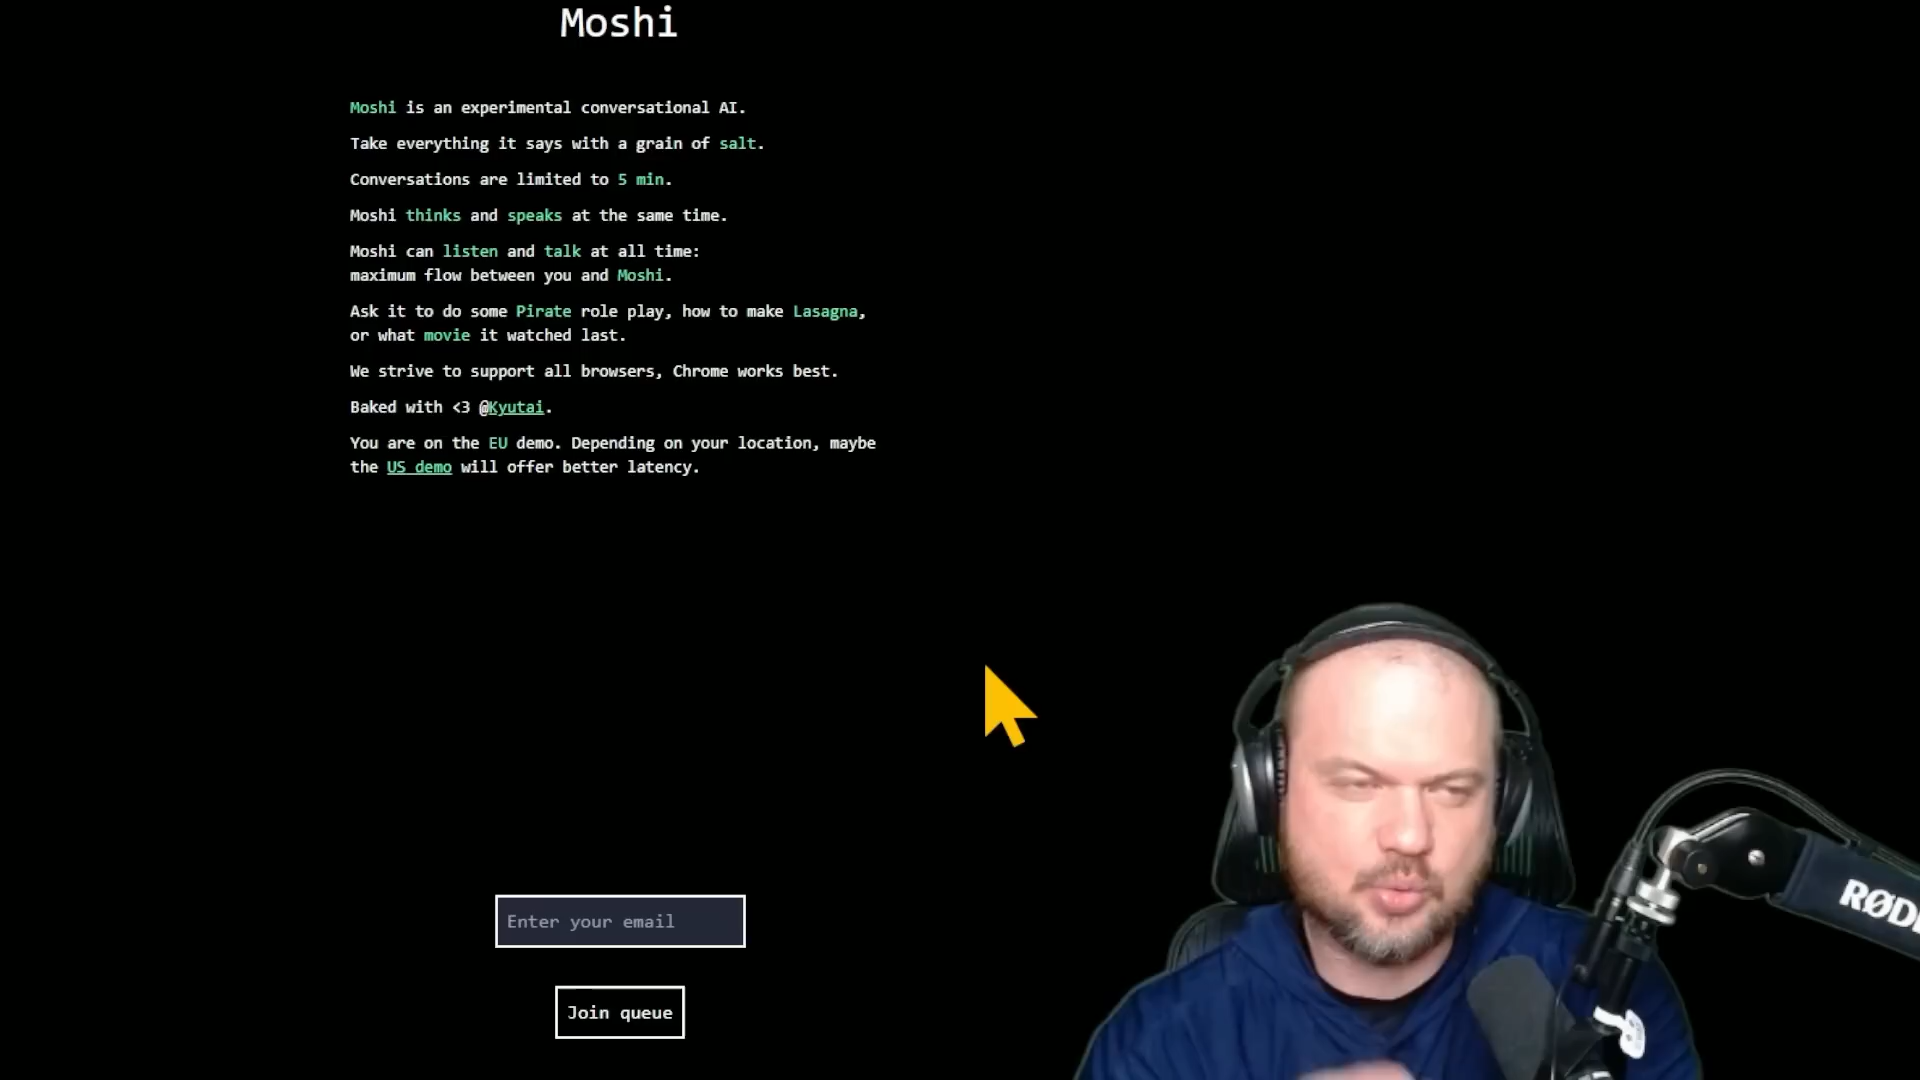 Moshi
Moshi is an experimental conversational AI.
Take everything it says with a grain of salt.
Conversations are limited to 5 min.
Moshi thinks and speaks at the same time.
Moshi can listen and talk at all time:
maximum flow between you and Moshi.
Ask it to do some Pirate role play, how to make Lasagna,
or what movie it watched last.
We strive to support all browsers, Chrome works best.
Baked with <3 @Kyutai.
You are on the EU demo. Depending on your location, maybe
the US demo will offer better latency.
Enter your email
Join queue
RØD